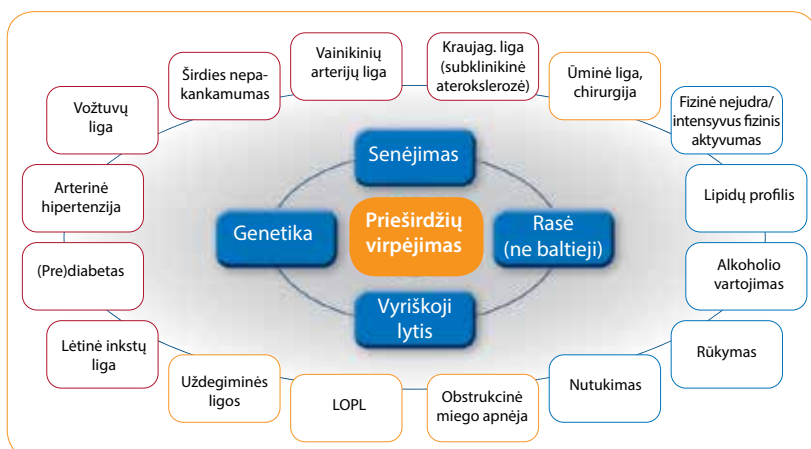 Vainikinių
arterijų liga
Kraujag. liga
(subklinikinė
aterokslerozė)
Širdies nepa-
kankamumas
Ūminė liga,
chirurgija
Vožtuvų
liga
Fizinė nejudra/
intensyvus fizinis
aktyvumas
Senėjimas
Arterinė
hipertenzija
Lipidų profilis
Genetika
Prieširdžių
virpėjimas
Rasė
(ne baltieji)
(Pre)diabetas
Alkoholio
vartojimas
Vyriškoji
lytis
Lėtinė inkstų
liga
Rūkymas
Uždegiminės
ligos
LOPL
Obstrukcinė
miego apnėja
Nutukimas